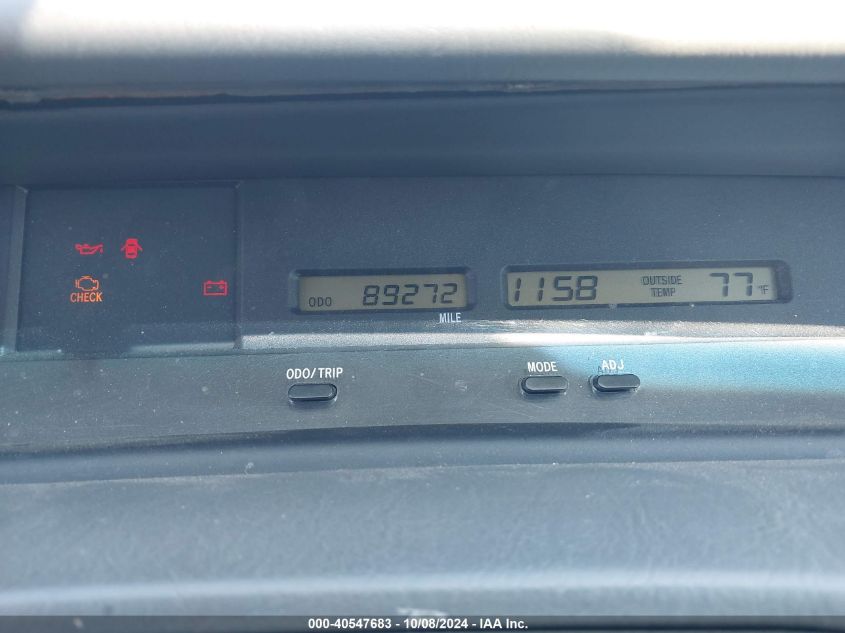 CHECK
ODO 89272
MILE
1158 OUTSIDE TEMP 77°F
ODO/TRIP
MODE
ADJ
000-40547683 - 10/08/2024 - IAA Inc.